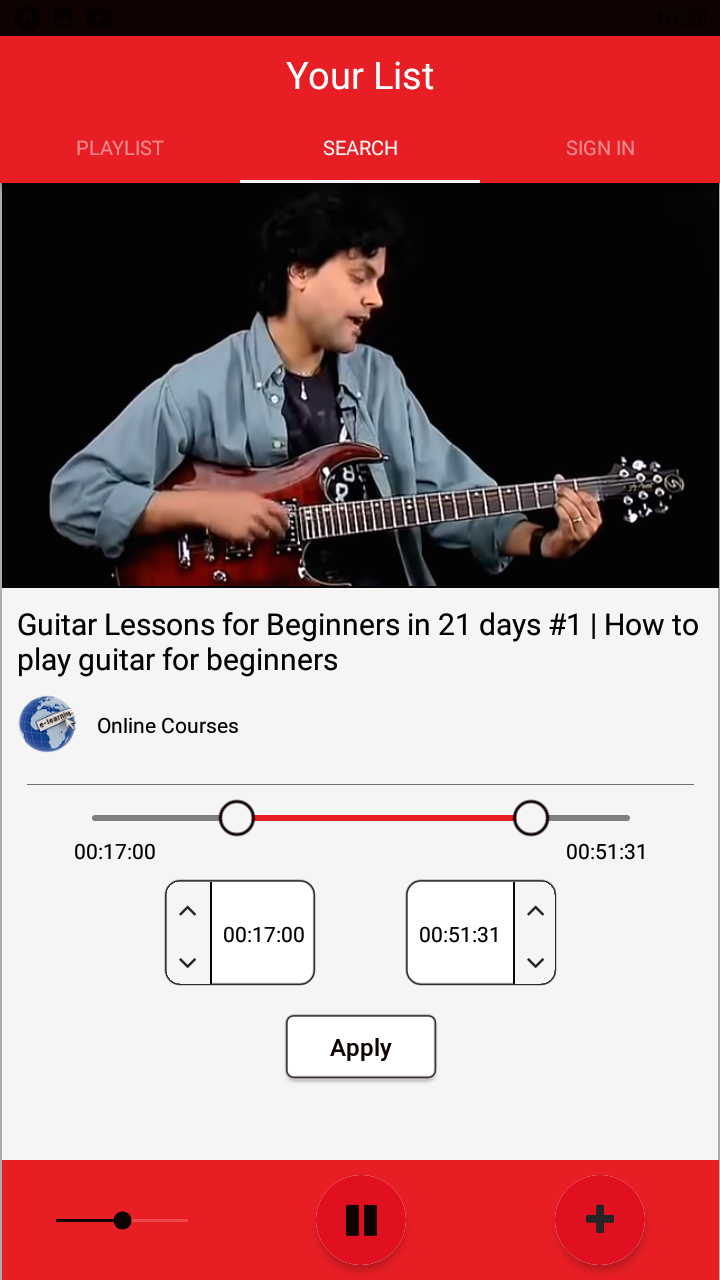 10:28
Your List
PLAYLIST SEARCH SIGN IN
Guitar Lessons for Beginners in 21 days #1 | How to
play guitar for beginners
e-learning
Online Courses
00:17:00 00:51:31
00:17:00 00:51:31
Apply